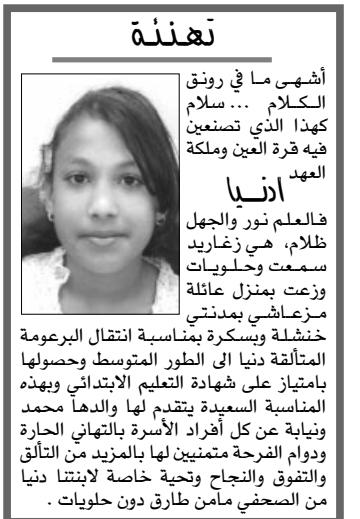 تهنئة
أشهى ما في رونق
الكلام ... سلام
كهذا الذي تصنعين
فيه قرة العين وملكة
العهد
دنيا
فالعلم نور والجهل
ظلام، هي زغاريد
سمعت وحلويات
وزعت بمنزل عائلة
مزعاشي بمدنتي
خنشلة وبسكرة بمناسبة انتقال البرعومة
المتألقة دنيا الى الطور المتوسط وحصولها
بامتياز على شهادة التعليم الابتدائي وبهذه
المناسبة السعيدة يتقدم لها والدها محمد
ونيابة عن كل أفراد الأسرة بالتهاني الحارة
ودوام الفرحة متمنيين لها بالمزيد من التألق
والتفوق والنجاح وتحية خاصة لابنتنا دنيا
من الصحفي مامن طارق دون حلويات .